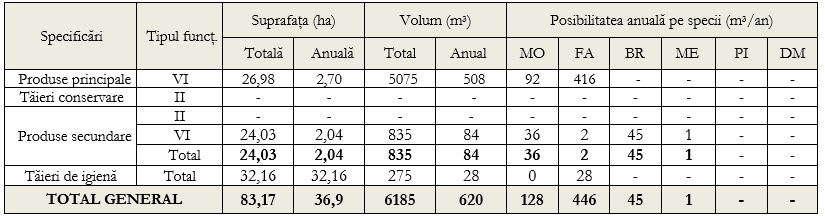 Specificări Tipul funcț. Suprafața (ha) Volum (m³) Posibilitatea anuală pe specii (m³/an)
Totală Anuală Total Anual MO FA BR ME PI DM
Produse principale VI 26,98 2,70 5075 508 92 416 - - - -
Tăieri conservare II - - - - - - - - - -
Produse secundare II - - - - - - - - - -
VI 24,03 2,04 835 84 36 2 45 1 - -
Total 24,03 2,04 835 84 36 2 45 1 - -
Tăieri de igienă Total 32,16 32,16 275 28 0 28 - - - -
TOTAL GENERAL 83,17 36,9 6185 620 128 446 45 1 - -